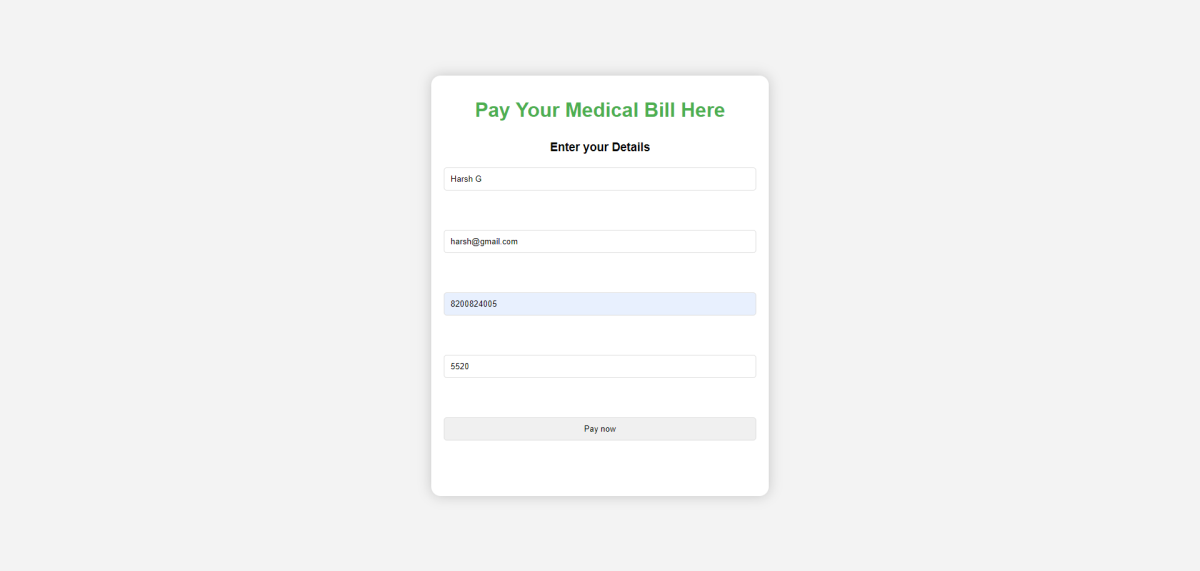 Pay Your Medical Bill Here
Enter your Details
Harsh G
harsh@gmail.com
8200824005
5520
Pay now